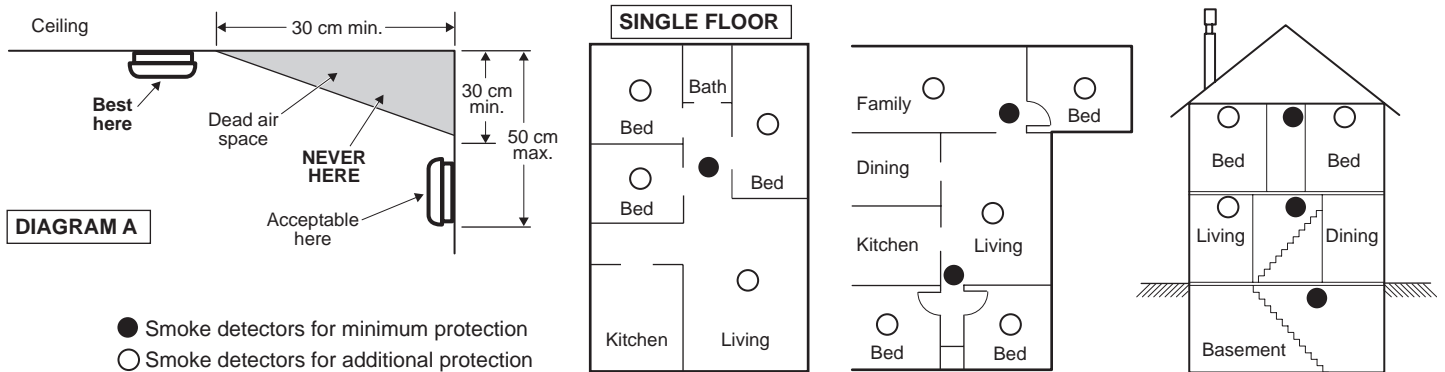 Ceiling
30 cm min.
Best
here
Dead air
space
NEVER
HERE
30 cm
min.
50 cm
max.
Acceptable
here
DIAGRAM A
Smoke detectors for minimum protection
Smoke detectors for additional protection
SINGLE FLOOR
Bath
Bed
Bed
Bed
Kitchen
Living
Family
Bed
Dining
Kitchen
Living
Bed
Bed
Bed
Bed
Living
Dining
Basement